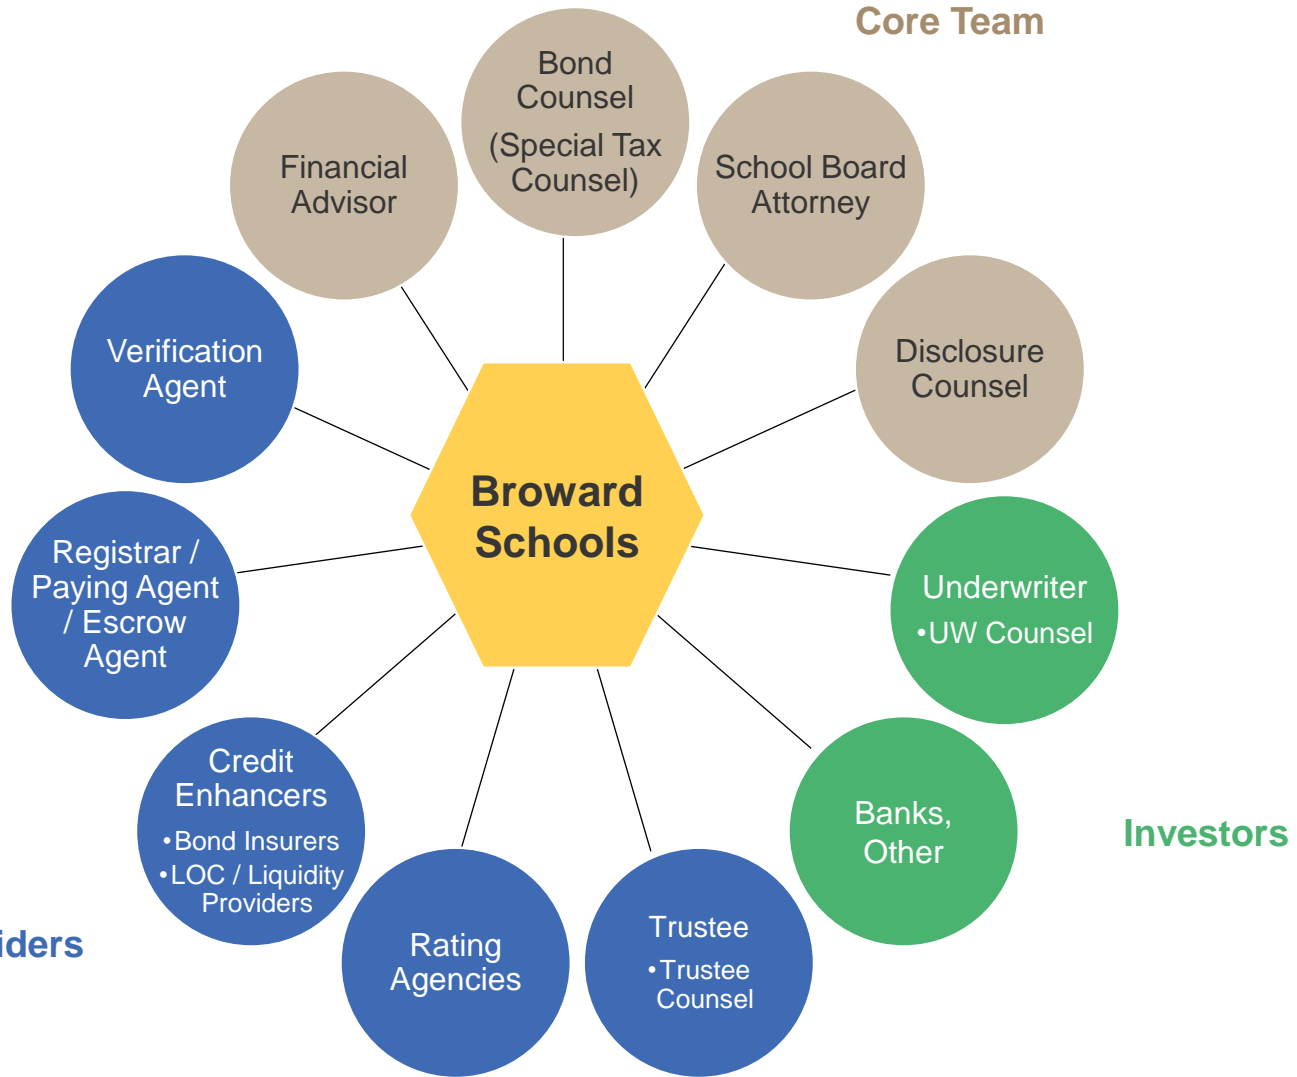 Core Team
Bond
Counsel
(Special Tax
Counsel)
Financial
Advisor
School Board
Attorney
Verification
Agent
Disclosure
Counsel
Broward
Schools
Registrar /
Paying Agent
/ Escrow
Agent
Underwriter
•UW Counsel
Credit
Enhancers
•Bond Insurers
•LOC / Liquidity
Providers
Banks,
Other
Investors
iders
Rating
Agencies
Trustee
•Trustee
Counsel